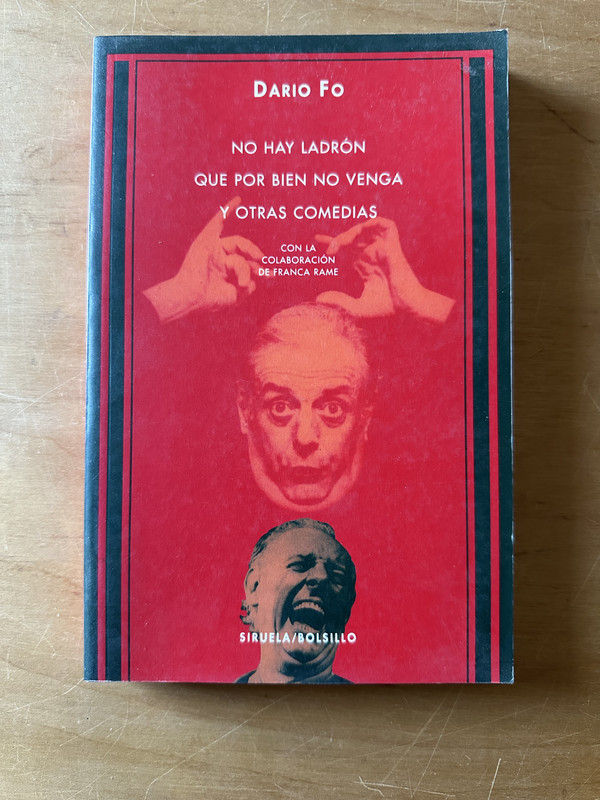 DARIO FO
NO HAY LADRÓN
QUE POR BIEN NO VENGA
Y OTRAS COMEDIAS
CON LA
COLABORACIÓN
DE FRANCA RAME
SIRUELA/BOLSILLO